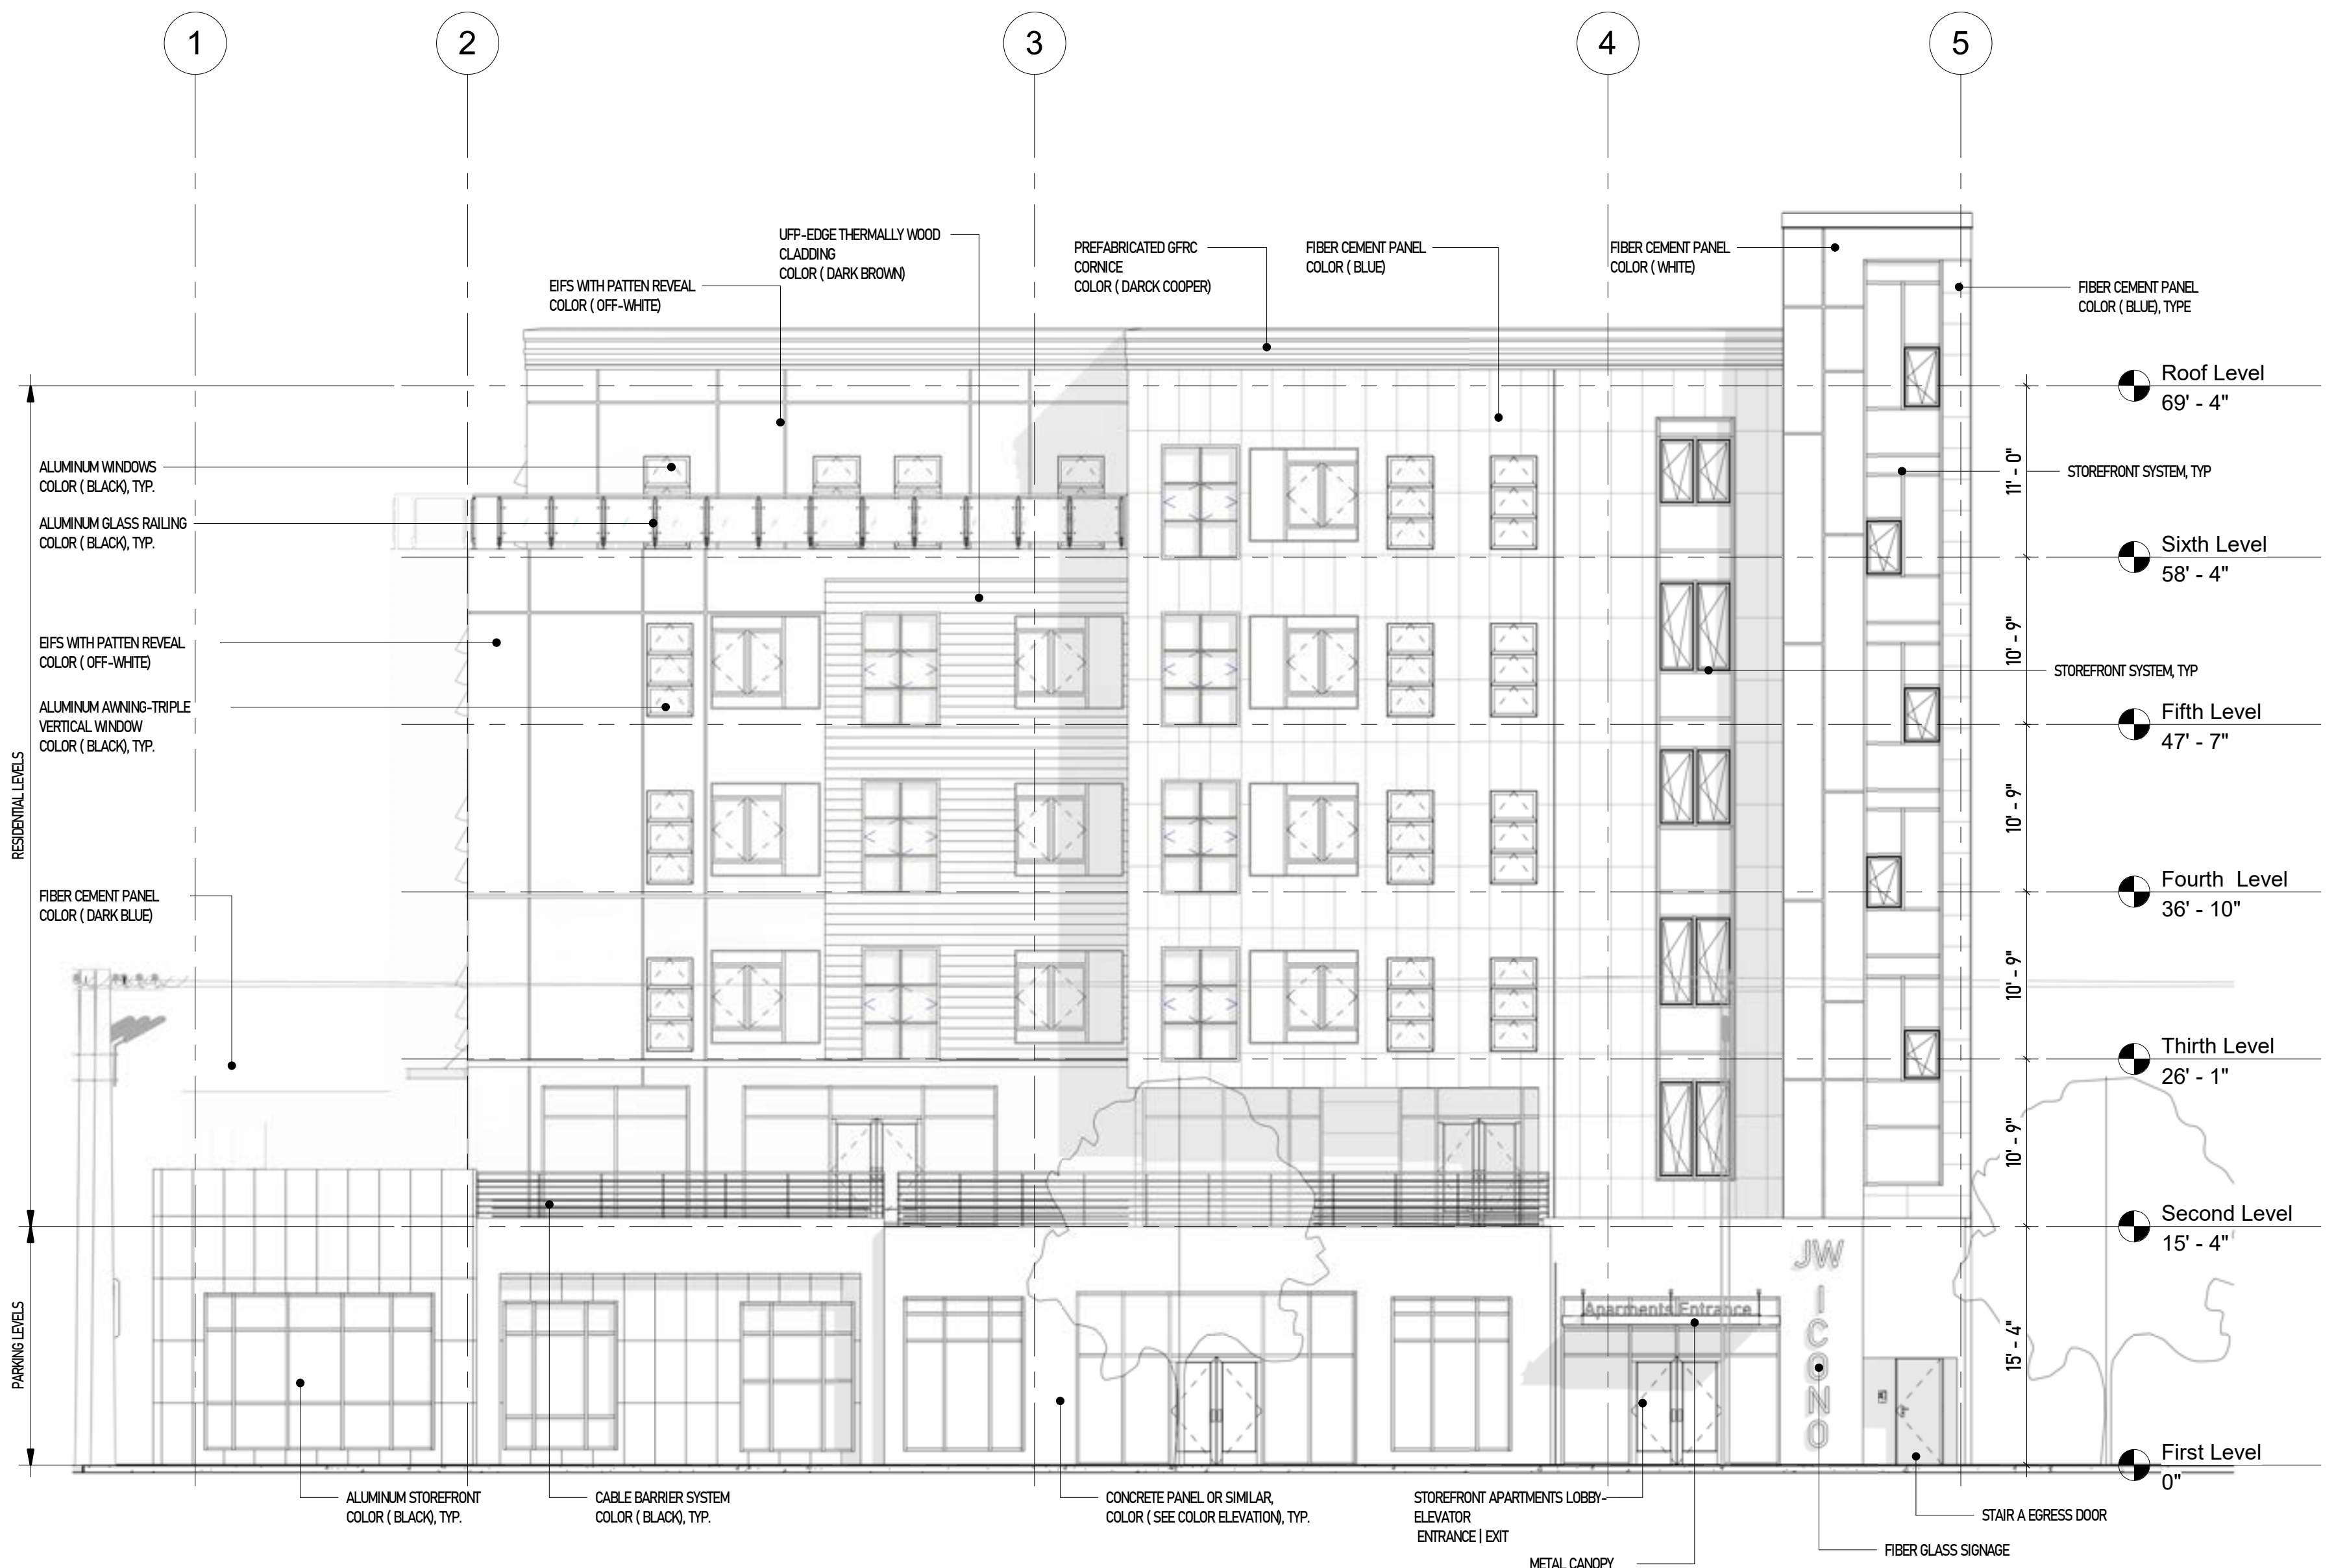 1
2
3
4
5
UFP-EDGE THERMALLY WOOD
CLADDING
COLOR ( DARK BROWN)
PREFABRICATED GFRC
CORNICE
COLOR ( DARCK COOPER)
FIBER CEMENT PANEL
COLOR ( BLUE)
FIBER CEMENT PANEL
COLOR ( WHITE)
EIFS WITH PATTEN REVEAL
COLOR ( OFF-WHITE)
FIBER CEMENT PANEL
COLOR ( BLUE), TYPE
Roof Level
69' - 4"
ALUMINUM WINDOWS
COLOR ( BLACK), TYP.
11' - 0"
STOREFRONT SYSTEM, TYP
ALUMINUM GLASS RAILING
COLOR ( BLACK), TYP.
Sixth Level
58' - 4"
EIFS WITH PATTEN REVEAL
COLOR ( OFF-WHITE)
10' - 9"
STOREFRONT SYSTEM, TYP
ALUMINUM AWNING-TRIPLE
VERTICAL WINDOW
COLOR ( BLACK), TYP.
Fifth Level
47' - 7"
RESIDENTIAL LEVELS
10' - 9"
FIBER CEMENT PANEL
COLOR ( DARK BLUE)
Fourth  Level
36' - 10"
10' - 9"
Thirth Level
26' - 1"
10' - 9"
Second Level
15' - 4"
JW
I
C
O
N
O
Aparments Entrance
PARKING LEVELS
15' - 4"
First Level
0"
ALUMINUM STOREFRONT
COLOR ( BLACK), TYP.
CABLE BARRIER SYSTEM
COLOR ( BLACK), TYP.
CONCRETE PANEL OR SIMILAR,
COLOR ( SEE COLOR ELEVATION), TYP.
STOREFRONT APARTMENTS LOBBY-
ELEVATOR
ENTRANCE | EXIT
METAL CANOPY
STAIR A EGRESS DOOR
FIBER GLASS SIGNAGE